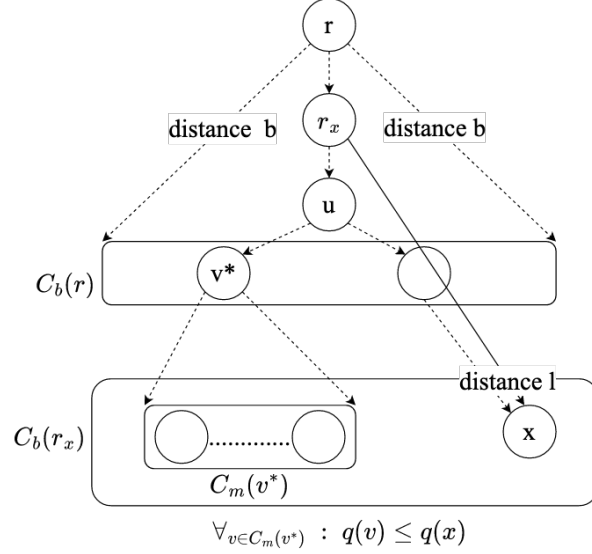 r
distance b
r_x
distance b
u
C_b(r)
v*
distance l
C_b(r_x)
.............
x
C_m(v*)
∀_{v∈C_m(v*)} : q(v) ≤ q(x)